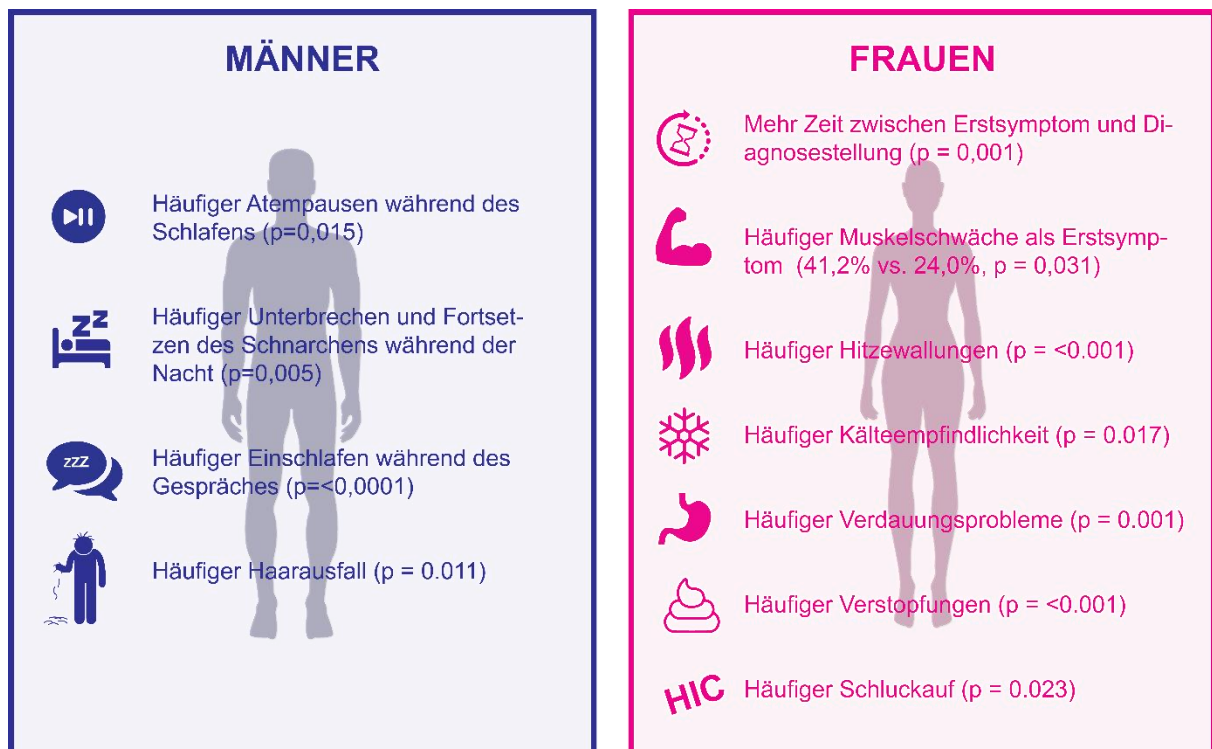 MÄNNER
Häufiger Atempausen während des
Schlafens (p=0,015)
Häufiger Unterbrechen und Fortset-
zen des Schnarchens während der
Nacht (p=0,005)
zzz
Häufiger Einschlafen während des
Gespräches (p=<0,0001)
Häufiger Haarausfall (p = 0.011)
FRAUEN
Mehr Zeit zwischen Erstsymptom und Di-
agnosestellung (p = 0,001)
Häufiger Muskelschwäche als Erstsymp-
tom (41,2% vs. 24,0%, p = 0,031)
Häufiger Hitzewallungen (p = <0.001)
Häufiger Kälteempfindlichkeit (p = 0.017)
Häufiger Verdauungsprobleme (p = 0.001)
Häufiger Verstopfungen (p = <0.001)
HIC Häufiger Schluckauf (p = 0.023)